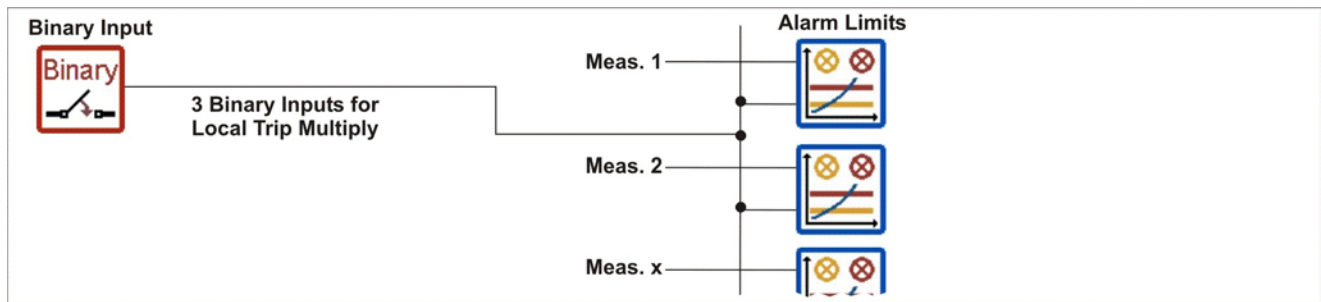 Binary Input
Alarm Limits
Binary
Meas. 1
3 Binary Inputs for
Local Trip Multiply
Meas. 2
Meas. x